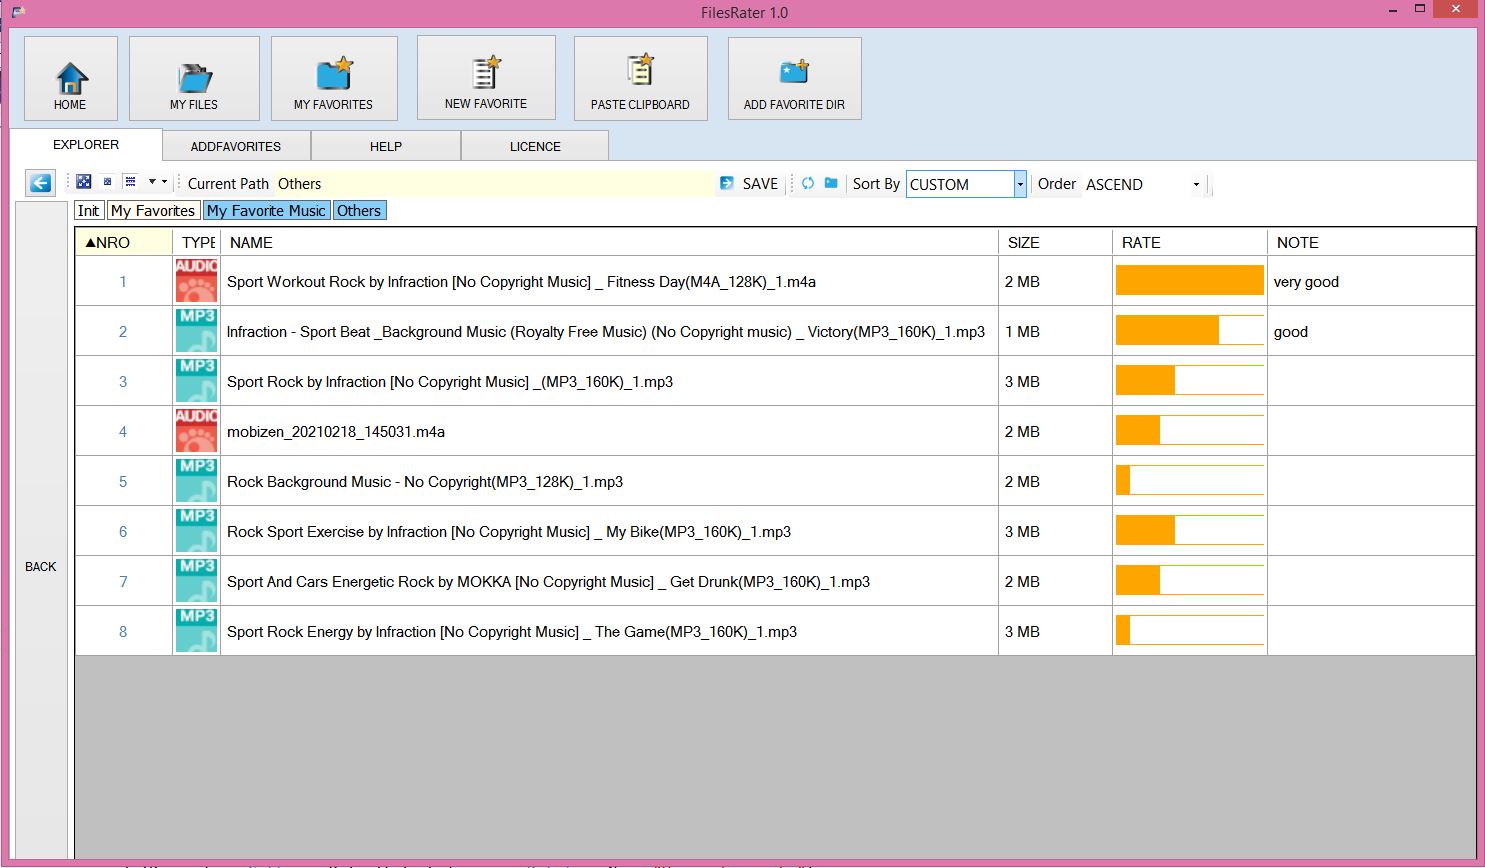 FilesRater 1.0
HOME
MY FILES
MY FAVORITES
NEW FAVORITE
PASTE CLIPBOARD
ADD FAVORITE DIR
EXPLORER ADDFAVORITES HELP LICENCE
Current Path Others SAVE Sort By CUSTOM Order ASCEND
Init My Favorites My Favorite Music Others
BACK
▲NRO TYPE NAME SIZE RATE NOTE
1 AUDIO Sport Workout Rock by Infraction [No Copyright Music] _ Fitness Day(M4A_128K)_1.m4a 2 MB very good
2 MP3 Infraction - Sport Beat _Background Music (Royalty Free Music) (No Copyright music) _ Victory(MP3_160K)_1.mp3 1 MB good
3 MP3 Sport Rock by Infraction [No Copyright Music] _(MP3_160K)_1.mp3 3 MB
4 AUDIO mobizen_20210218_145031.m4a 2 MB
5 MP3 Rock Background Music - No Copyright(MP3_128K)_1.mp3 2 MB
6 MP3 Rock Sport Exercise by Infraction [No Copyright Music] _ My Bike(MP3_160K)_1.mp3 3 MB
7 MP3 Sport And Cars Energetic Rock by MOKKA [No Copyright Music] _ Get Drunk(MP3_160K)_1.mp3 2 MB
8 MP3 Sport Rock Energy by Infraction [No Copyright Music] _ The Game(MP3_160K)_1.mp3 3 MB